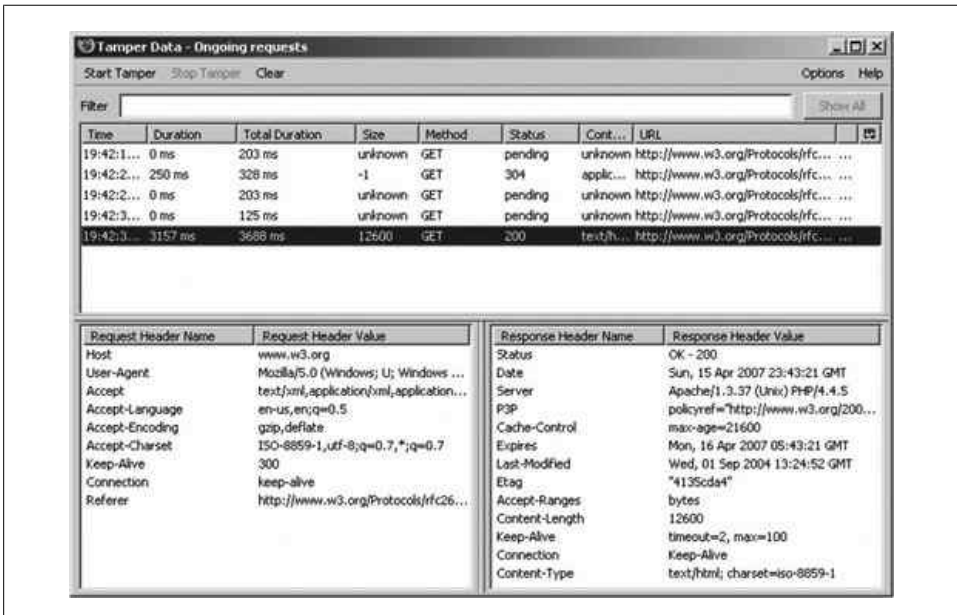 Tamper Data - Ongoing requests
Start Tamper Stop Tamper Clear Options Help
Filter Show All
Time Duration Total Duration Size Method Status Cont... URL
19:42:1... 0 ms 203 ms unknown GET pending unknown http://www.w3.org/Protocols/rfc... ...
19:42:2... 250 ms 328 ms -1 GET 304 applic... http://www.w3.org/Protocols/rfc... ...
19:42:2... 0 ms 203 ms unknown GET pending unknown http://www.w3.org/Protocols/rfc... ...
19:42:3... 0 ms 125 ms unknown GET pending unknown http://www.w3.org/Protocols/rfc... ...
19:42:3... 3157 ms 3688 ms 12600 GET 200 text/h... http://www.w3.org/Protocols/rfc... ...
Request Header Name Request Header Value
Host www.w3.org
User-Agent Mozilla/5.0 (Windows; U; Windows ...
Accept text/xml,application/xml,application...
Accept-Language en-us,en;q=0.5
Accept-Encoding gzip,deflate
Accept-Charset ISO-8859-1,utf-8;q=0.7,*;q=0.7
Keep-Alive 300
Connection keep-alive
Referer http://www.w3.org/Protocols/rfc26...
Response Header Name Response Header Value
Status OK - 200
Date Sun, 15 Apr 2007 23:43:21 GMT
Server Apache/1.3.37 (Unix) PHP/4.4.5
P3P policyref="http://www.w3.org/200...
Cache-Control max-age=21600
Expires Mon, 16 Apr 2007 05:43:21 GMT
Last-Modified Wed, 01 Sep 2004 13:24:52 GMT
Etag "4135cda4"
Accept-Ranges bytes
Content-Length 12600
Keep-Alive timeout=2, max=100
Connection Keep-Alive
Content-Type text/html; charset=iso-8859-1